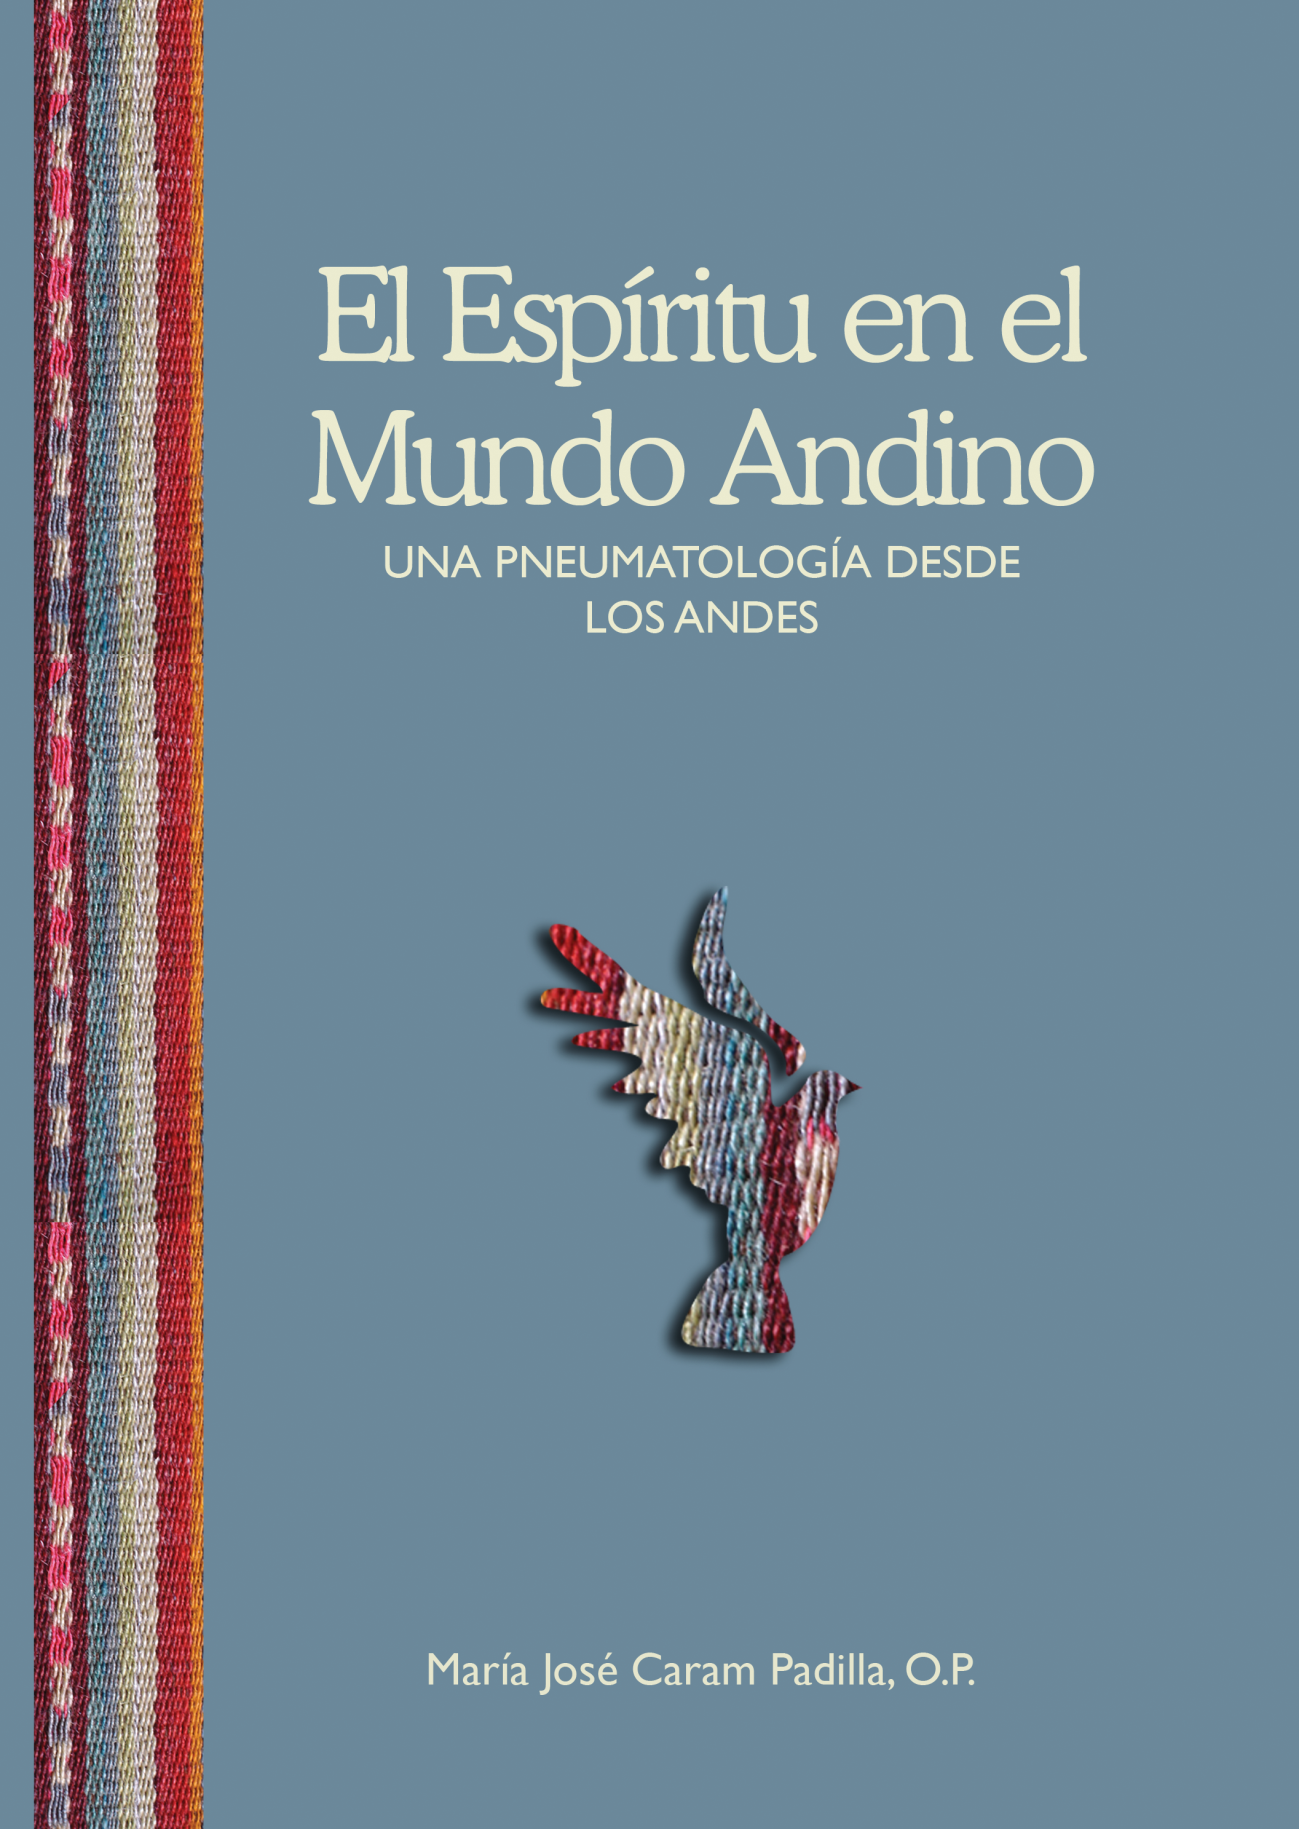 El Espíritu en el
Mundo Andino
UNA PNEUMATOLOGÍA DESDE
LOS ANDES
María José Caram Padilla, O.P.